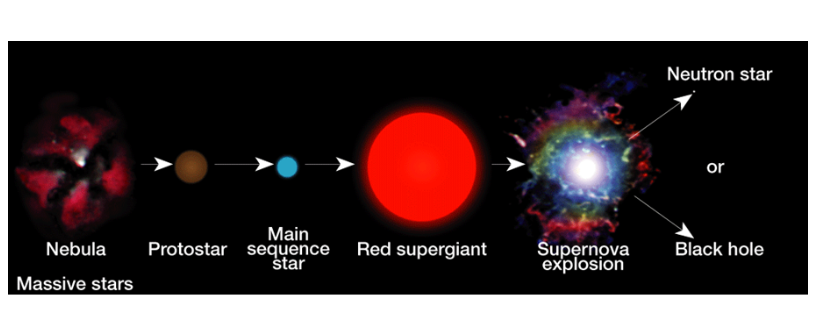 Neutron star
or
Nebula
Protostar
Main
sequence
star
Red supergiant
Supernova
explosion
Black hole
Massive stars